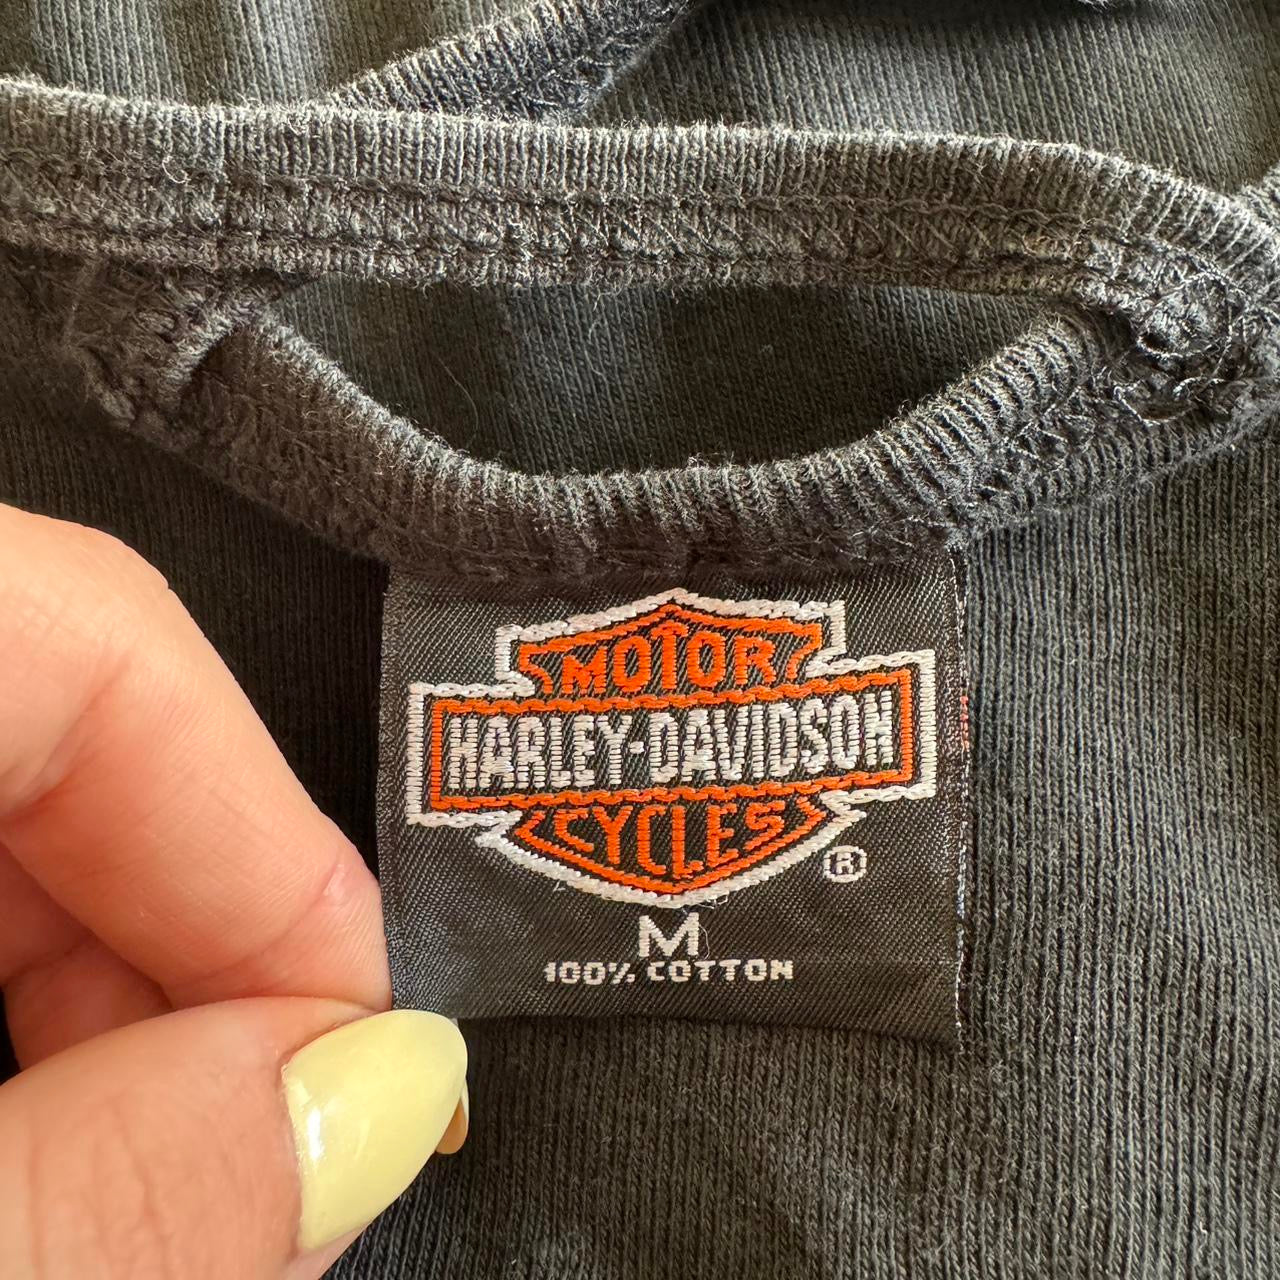 MOTOR
HARLEY-DAVIDSON
CYCLES
®
M
100% COTTON